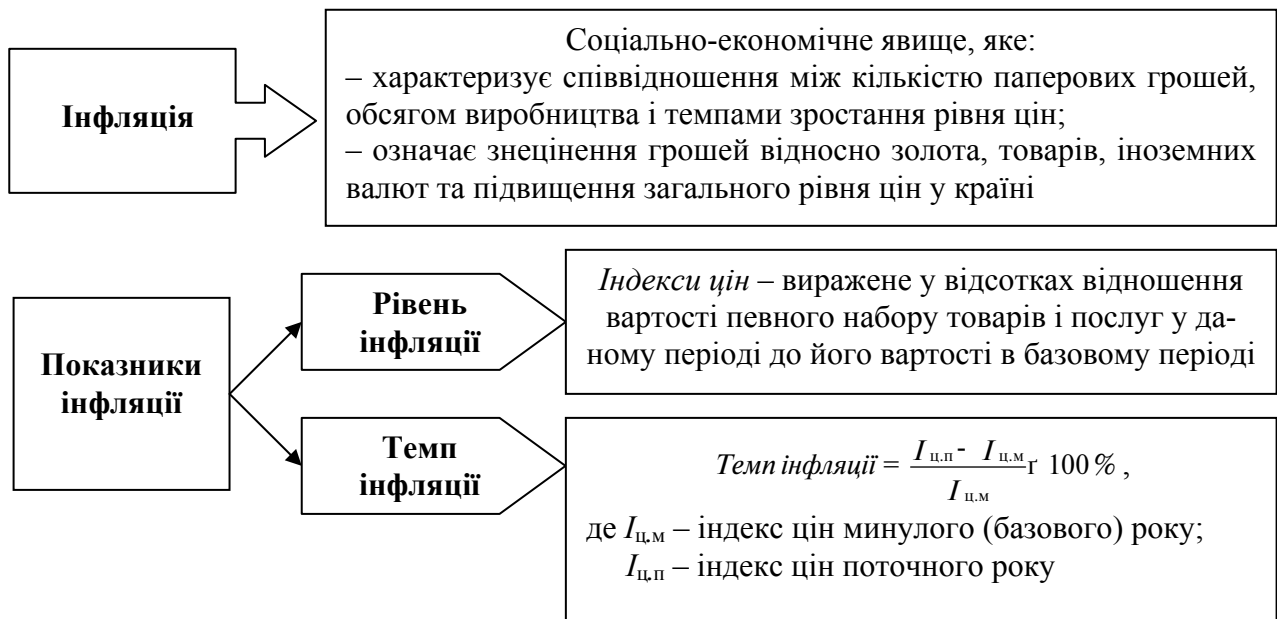 Інфляція
Соціально-економічне явище, яке:
– характеризує співвідношення між кількістю паперових грошей,
обсягом виробництва і темпами зростання рівня цін;
– означає знецінення грошей відносно золота, товарів, іноземних
валют та підвищення загального рівня цін у країні
Показники
інфляції
Рівень
інфляції
Індекси цін – виражене у відсотках відношення
вартості певного набору товарів і послуг у да-
ному періоді до його вартості в базовому періоді
Темп
інфляції
Темп інфляції = (I ц.п - I ц.м) / I ц.м ґ 100 % ,
де Iц.м – індекс цін минулого (базового) року;
Iц.п – індекс цін поточного року